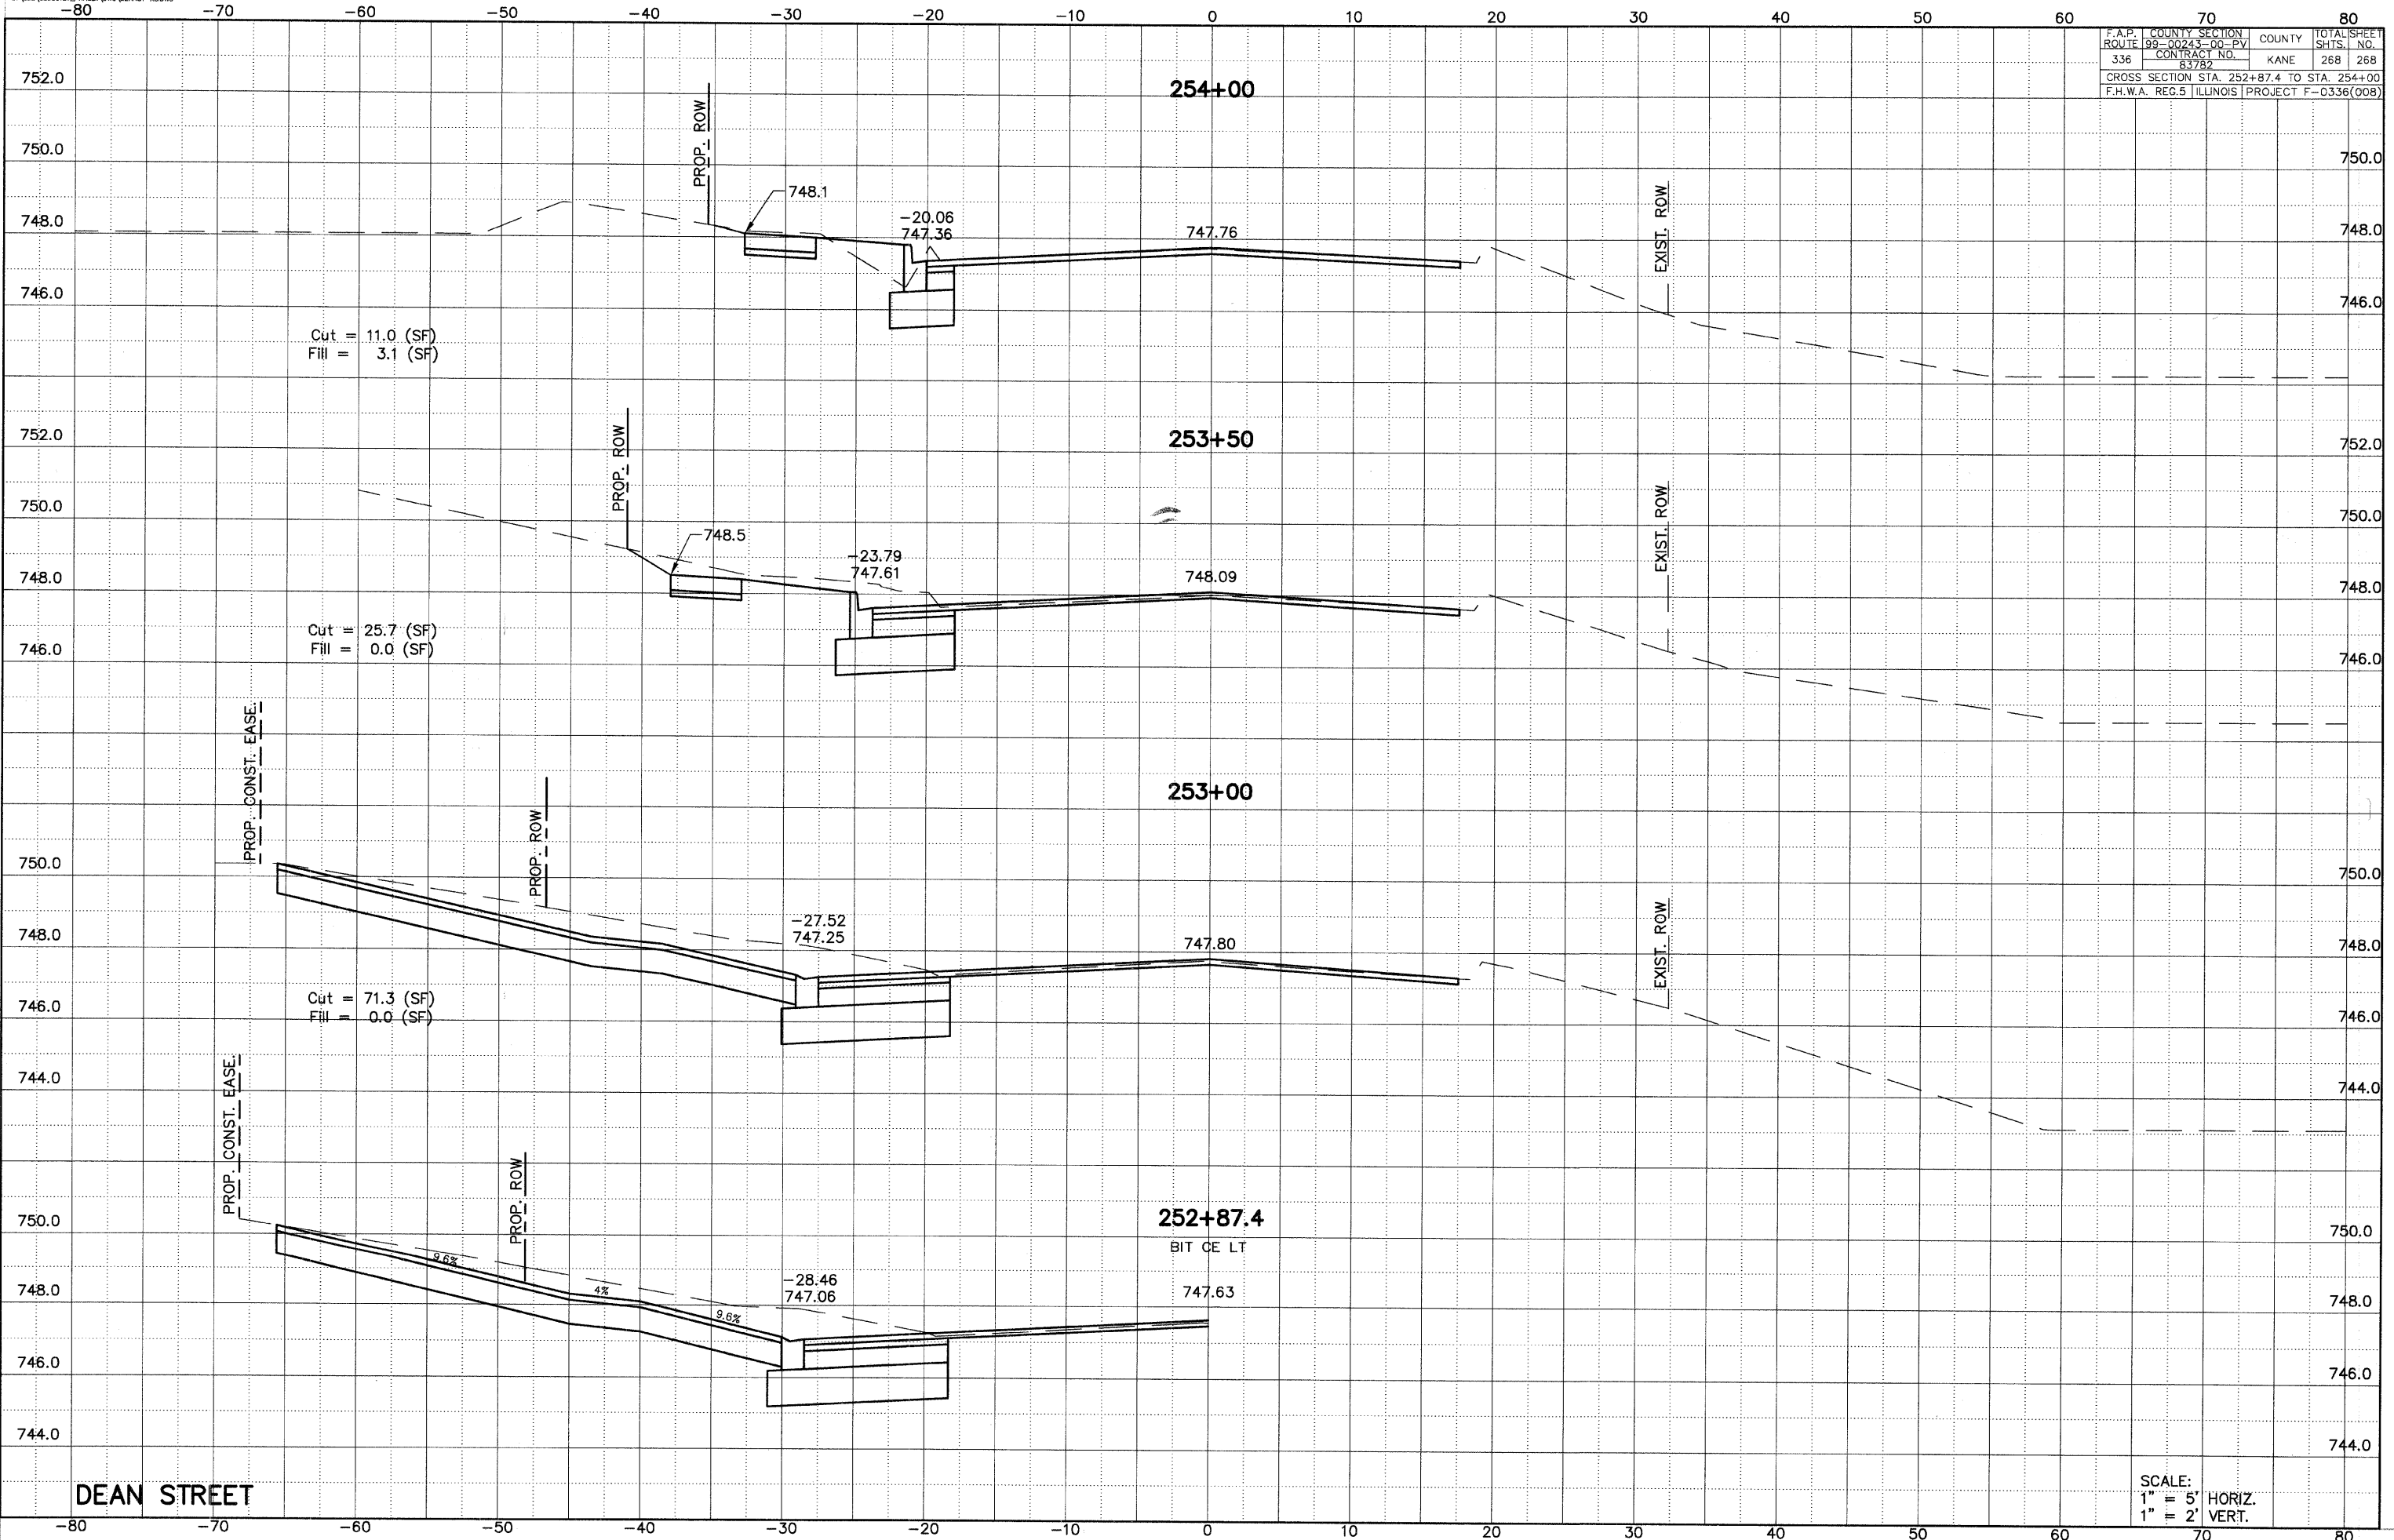 -80 -70 -60 -50 -40 -30 -20 -10 0 10 20 30 40 50 60 70 80
F.A.P. ROUTE COUNTY SECTION COUNTY TOTAL SHTS. SHEET NO.
99-00243-00-PV
336 CONTRACT NO. 83782 KANE 268 268
CROSS SECTION STA. 252+87.4 TO STA. 254+00
F.H.W.A. REG.5 ILLINOIS PROJECT F-0336(008)
752.0
254+00
PROP. ROW
750.0 750.0
748.1
EXIST. ROW
-20.06
747.36
747.76
748.0 748.0
746.0 746.0
Cut = 11.0 (SF)
Fill = 3.1 (SF)
752.0 752.0
253+50
PROP. ROW
750.0 750.0
EXIST. ROW
748.5
-23.79
747.61
748.09
748.0 748.0
Cut = 25.7 (SF)
Fill = 0.0 (SF)
746.0 746.0
PROP. CONST. EASE.
253+00
PROP. ROW
750.0 750.0
EXIST. ROW
-27.52
747.25
747.80
748.0 748.0
Cut = 71.3 (SF)
Fill = 0.0 (SF)
746.0 746.0
744.0 744.0
PROP. CONST. EASE.
PROP. ROW
252+87.4
BIT CE LT
750.0 750.0
9.6%
4%
9.6%
-28.46
747.06
747.63
748.0 748.0
746.0 746.0
744.0 744.0
DEAN STREET
SCALE:
1" = 5' HORIZ.
1" = 2' VERT.
-80 -70 -60 -50 -40 -30 -20 -10 0 10 20 30 40 50 60 70 80